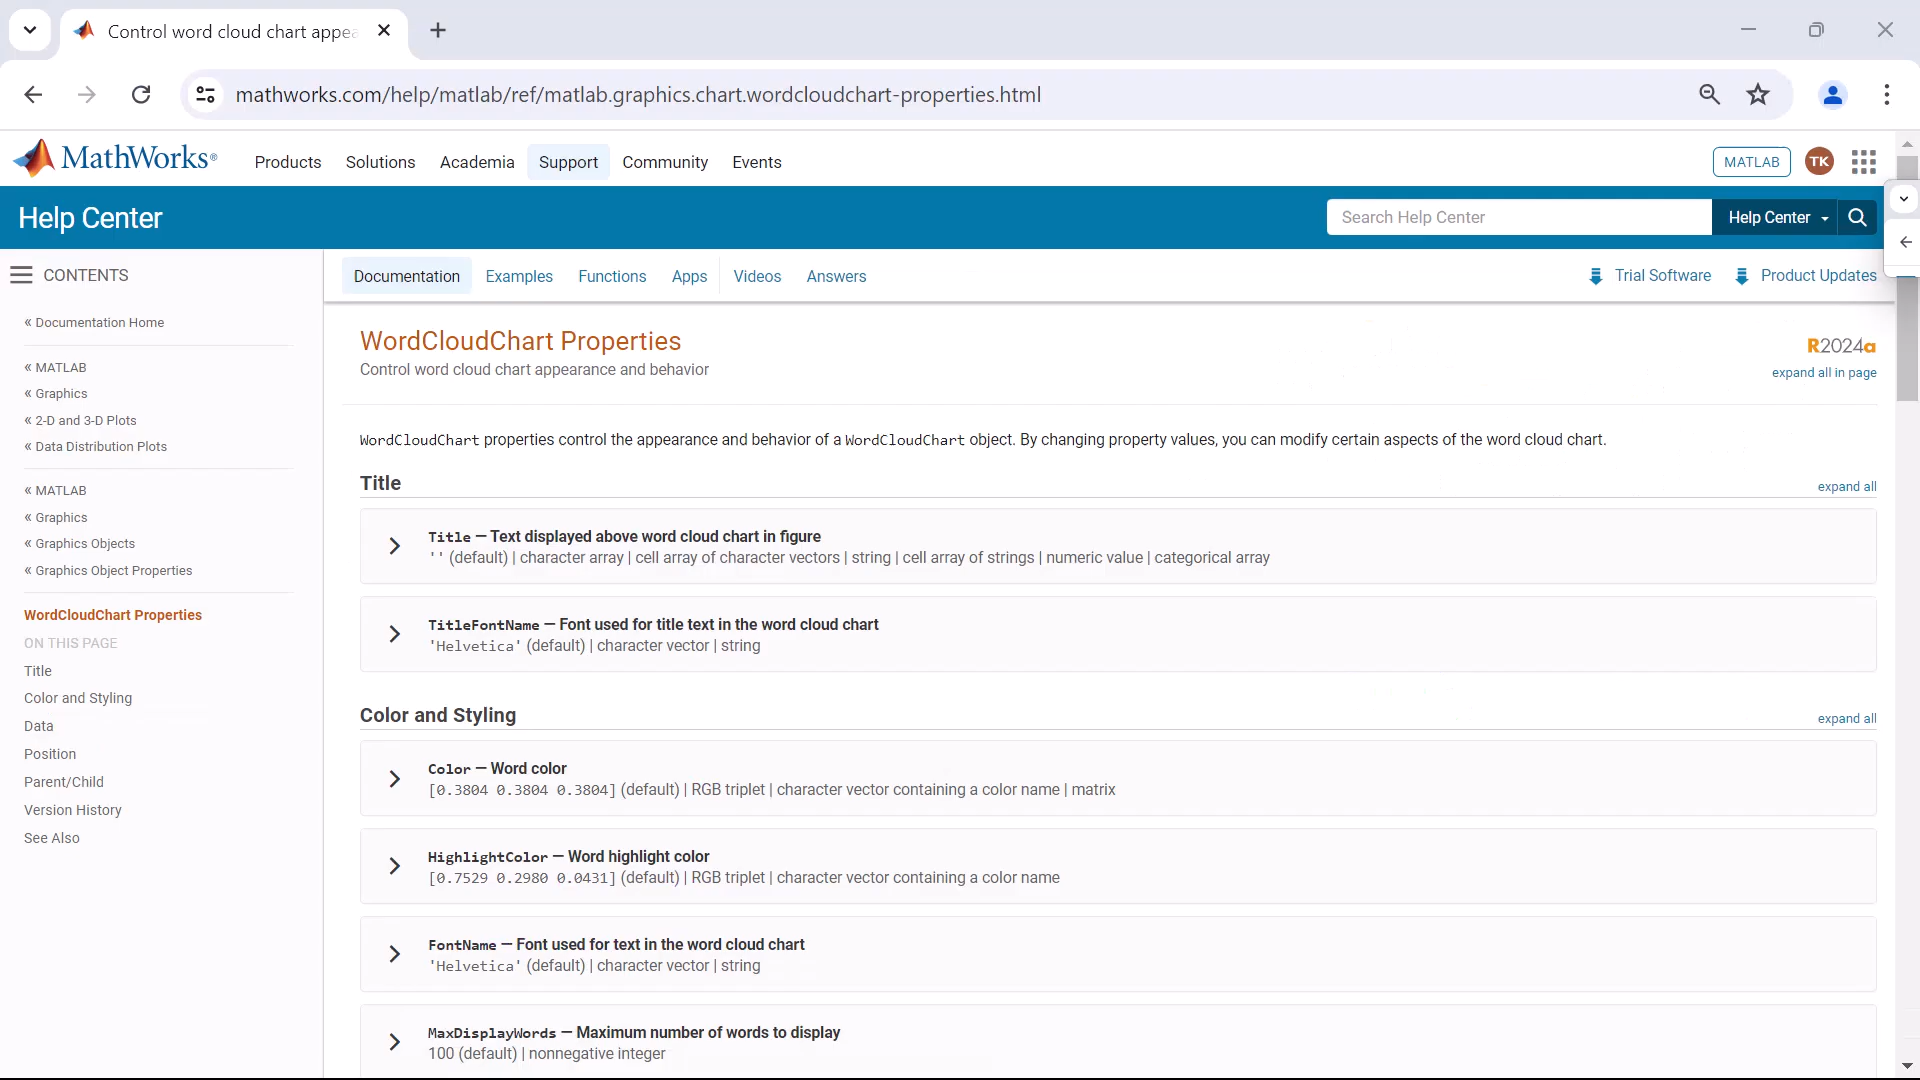 Control word cloud chart appea
mathworks.com/help/matlab/ref/matlab.graphics.chart.wordcloudchart-properties.html
MathWorks®
Products
Solutions
Academia
Support
Community
Events
MATLAB
TK
Help Center
Search Help Center
Help Center
CONTENTS
Documentation
Examples
Functions
Apps
Videos
Answers
Trial Software
Product Updates
« Documentation Home
« MATLAB
« Graphics
« 2-D and 3-D Plots
« Data Distribution Plots
« MATLAB
« Graphics
« Graphics Objects
« Graphics Object Properties
WordCloudChart Properties
ON THIS PAGE
Title
Color and Styling
Data
Position
Parent/Child
Version History
See Also
WordCloudChart Properties
Control word cloud chart appearance and behavior
R2024a
expand all in page
WordCloudChart properties control the appearance and behavior of a WordCloudChart object. By changing property values, you can modify certain aspects of the word cloud chart.
Title
expand all
Title — Text displayed above word cloud chart in figure
'' (default) | character array | cell array of character vectors | string | cell array of strings | numeric value | categorical array
TitleFontName — Font used for title text in the word cloud chart
'Helvetica' (default) | character vector | string
Color and Styling
expand all
Color — Word color
[0.3804 0.3804 0.3804] (default) | RGB triplet | character vector containing a color name | matrix
HighlightColor — Word highlight color
[0.7529 0.2980 0.0431] (default) | RGB triplet | character vector containing a color name
FontName — Font used for text in the word cloud chart
'Helvetica' (default) | character vector | string
MaxDisplayWords — Maximum number of words to display
100 (default) | nonnegative integer